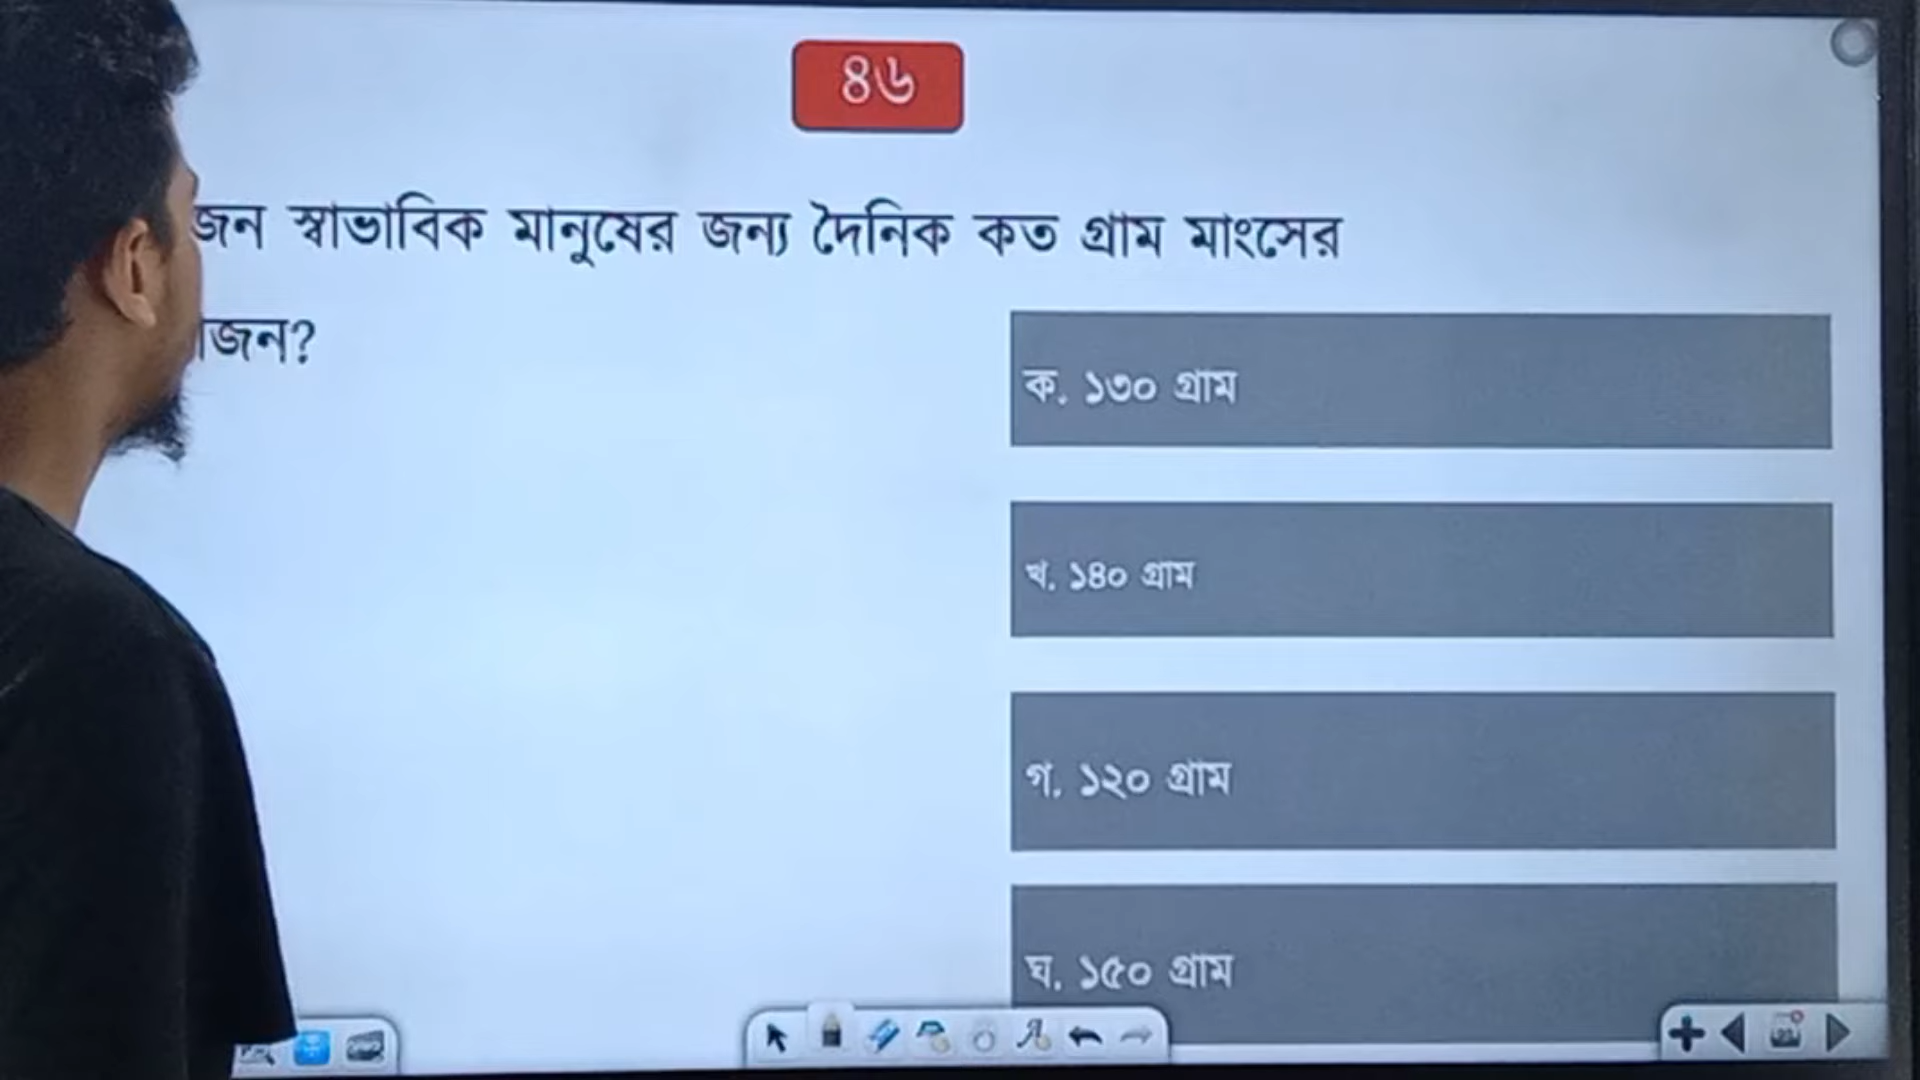 ৪৬
জন স্বাভাবিক মানুষের জন্য দৈনিক কত গ্রাম মাংসের
জন?
ক. ১৩০ গ্রাম
খ. ১৪০ গ্রাম
গ. ১২০ গ্রাম
ঘ. ১৫০ গ্রাম